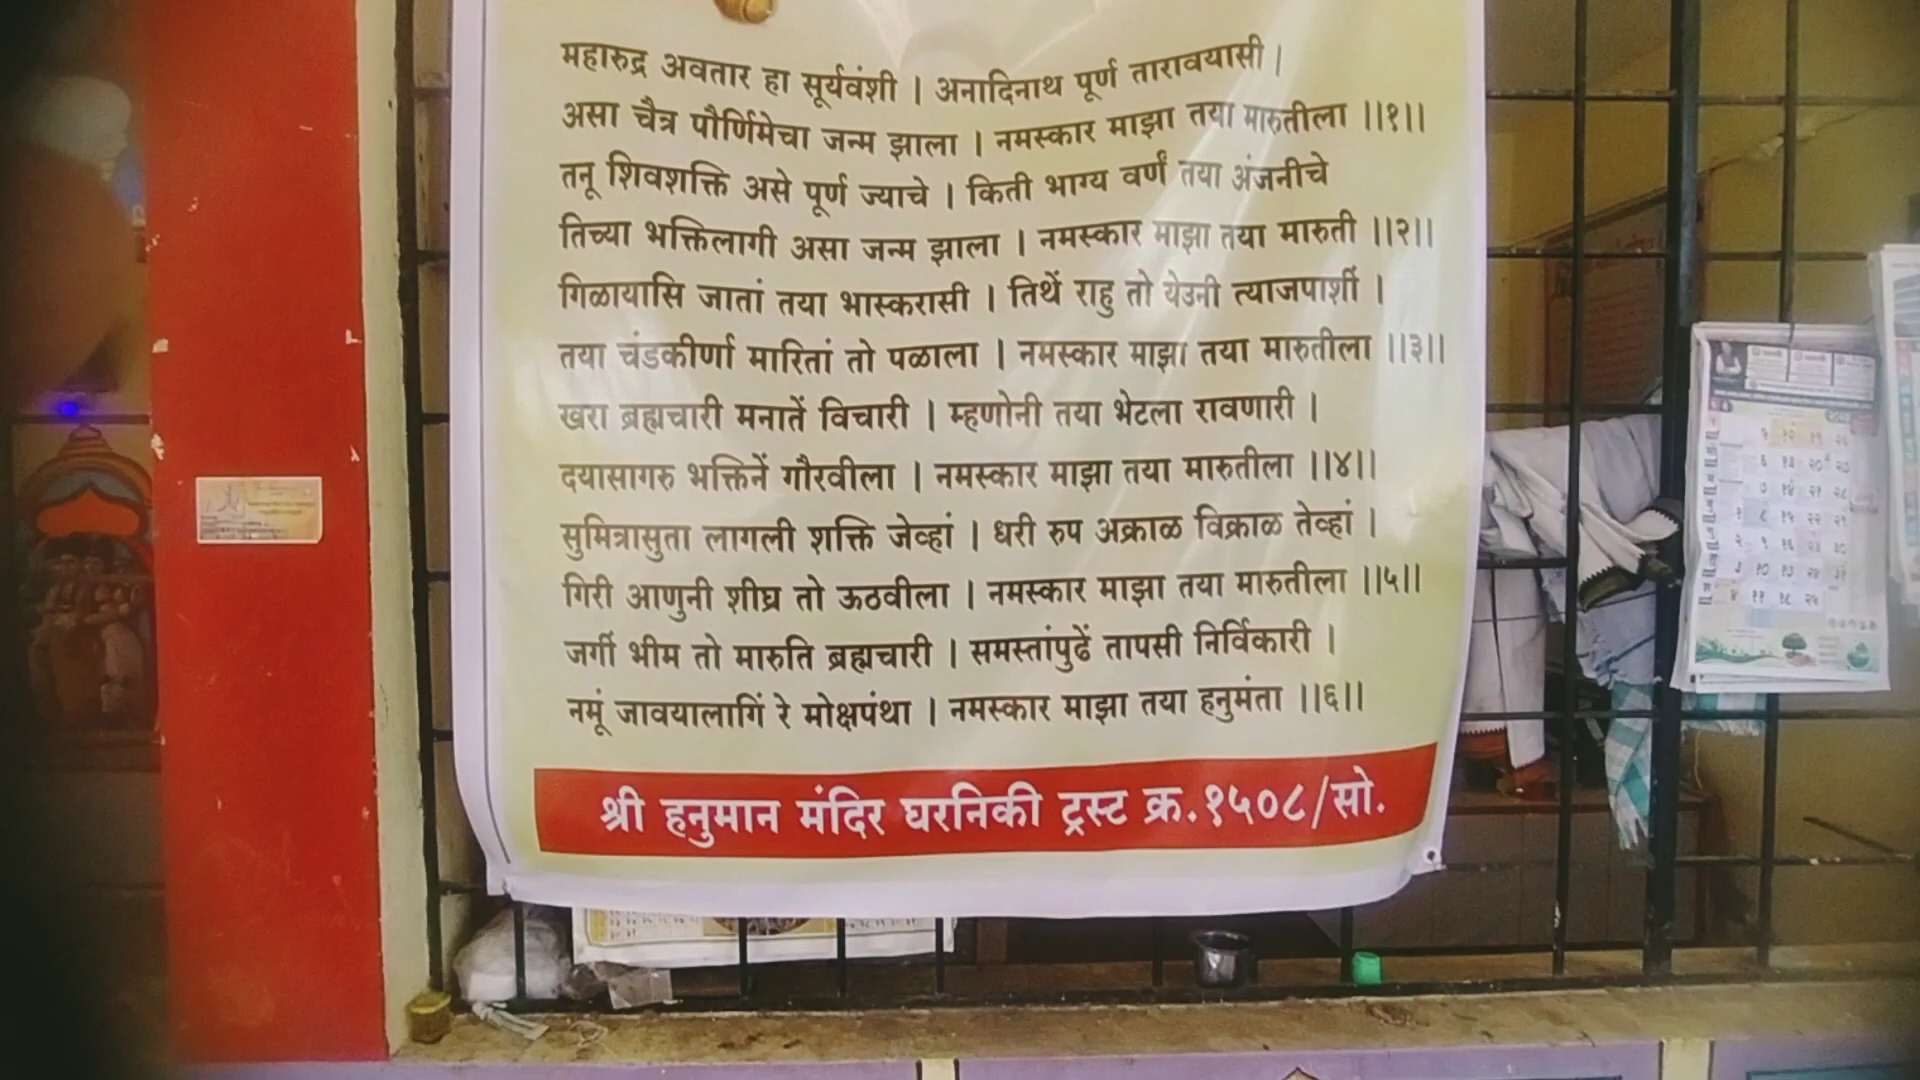 महारुद्र अवतार हा सूर्यवंशी । अनादिनाथ पूर्ण तारावयासी ।
असा चैत्र पौर्णिमेचा जन्म झाला । नमस्कार माझा तया मारुतीला ॥१॥
तनू शिवशक्ति असे पूर्ण ज्याचे । किती भाग्य वर्णं तया अंजनीचे
तिच्या भक्तिलागी असा जन्म झाला । नमस्कार माझा तया मारुती ॥२॥
गिळायासि जातां तया भास्करासी । तिथें राहु तो येउनी त्याजपार्शी ।
तया चंडकीर्णा मारितां तो पळाला । नमस्कार माझा तया मारुतीला ॥३॥
खरा ब्रह्मचारी मनातें विचारी । म्हणोनी तया भेटला रावणारी ।
दयासागरु भक्तिनें गौरवीला । नमस्कार माझा तया मारुतीला ॥४॥
सुमित्रासुता लागली शक्ति जेव्हां । धरी रुप अक्राळ विक्राळ तेव्हां ।
गिरी आणुनी शीघ्र तो ऊठवीला । नमस्कार माझा तया मारुतीला ॥५॥
जर्गी भीम तो मारुति ब्रह्मचारी । समस्तांपुढें तापसी निर्विकारी ।
नमूं जावयालागिं रे मोक्षपंथा । नमस्कार माझा तया हनुमंता ॥६॥
श्री हनुमान मंदिर घरनिकी ट्रस्ट क्र.१५०८/सो.